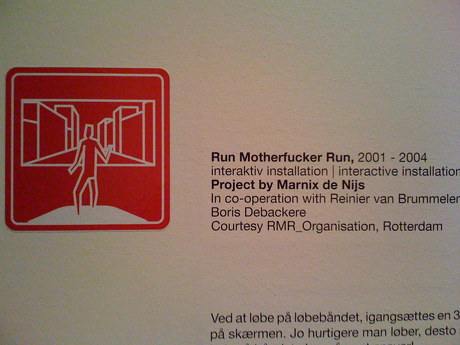 Run Motherfucker Run, 2001 - 2004
interaktiv installation | interactive installation
Project by Marnix de Nijs
In co-operation with Reinier van Brummelen
Boris Debackere
Courtesy RMR_Organisation, Rotterdam
Ved at løbe på løbebåndet, igangsættes en 3
på skærmen. Jo hurtigere man løber, desto